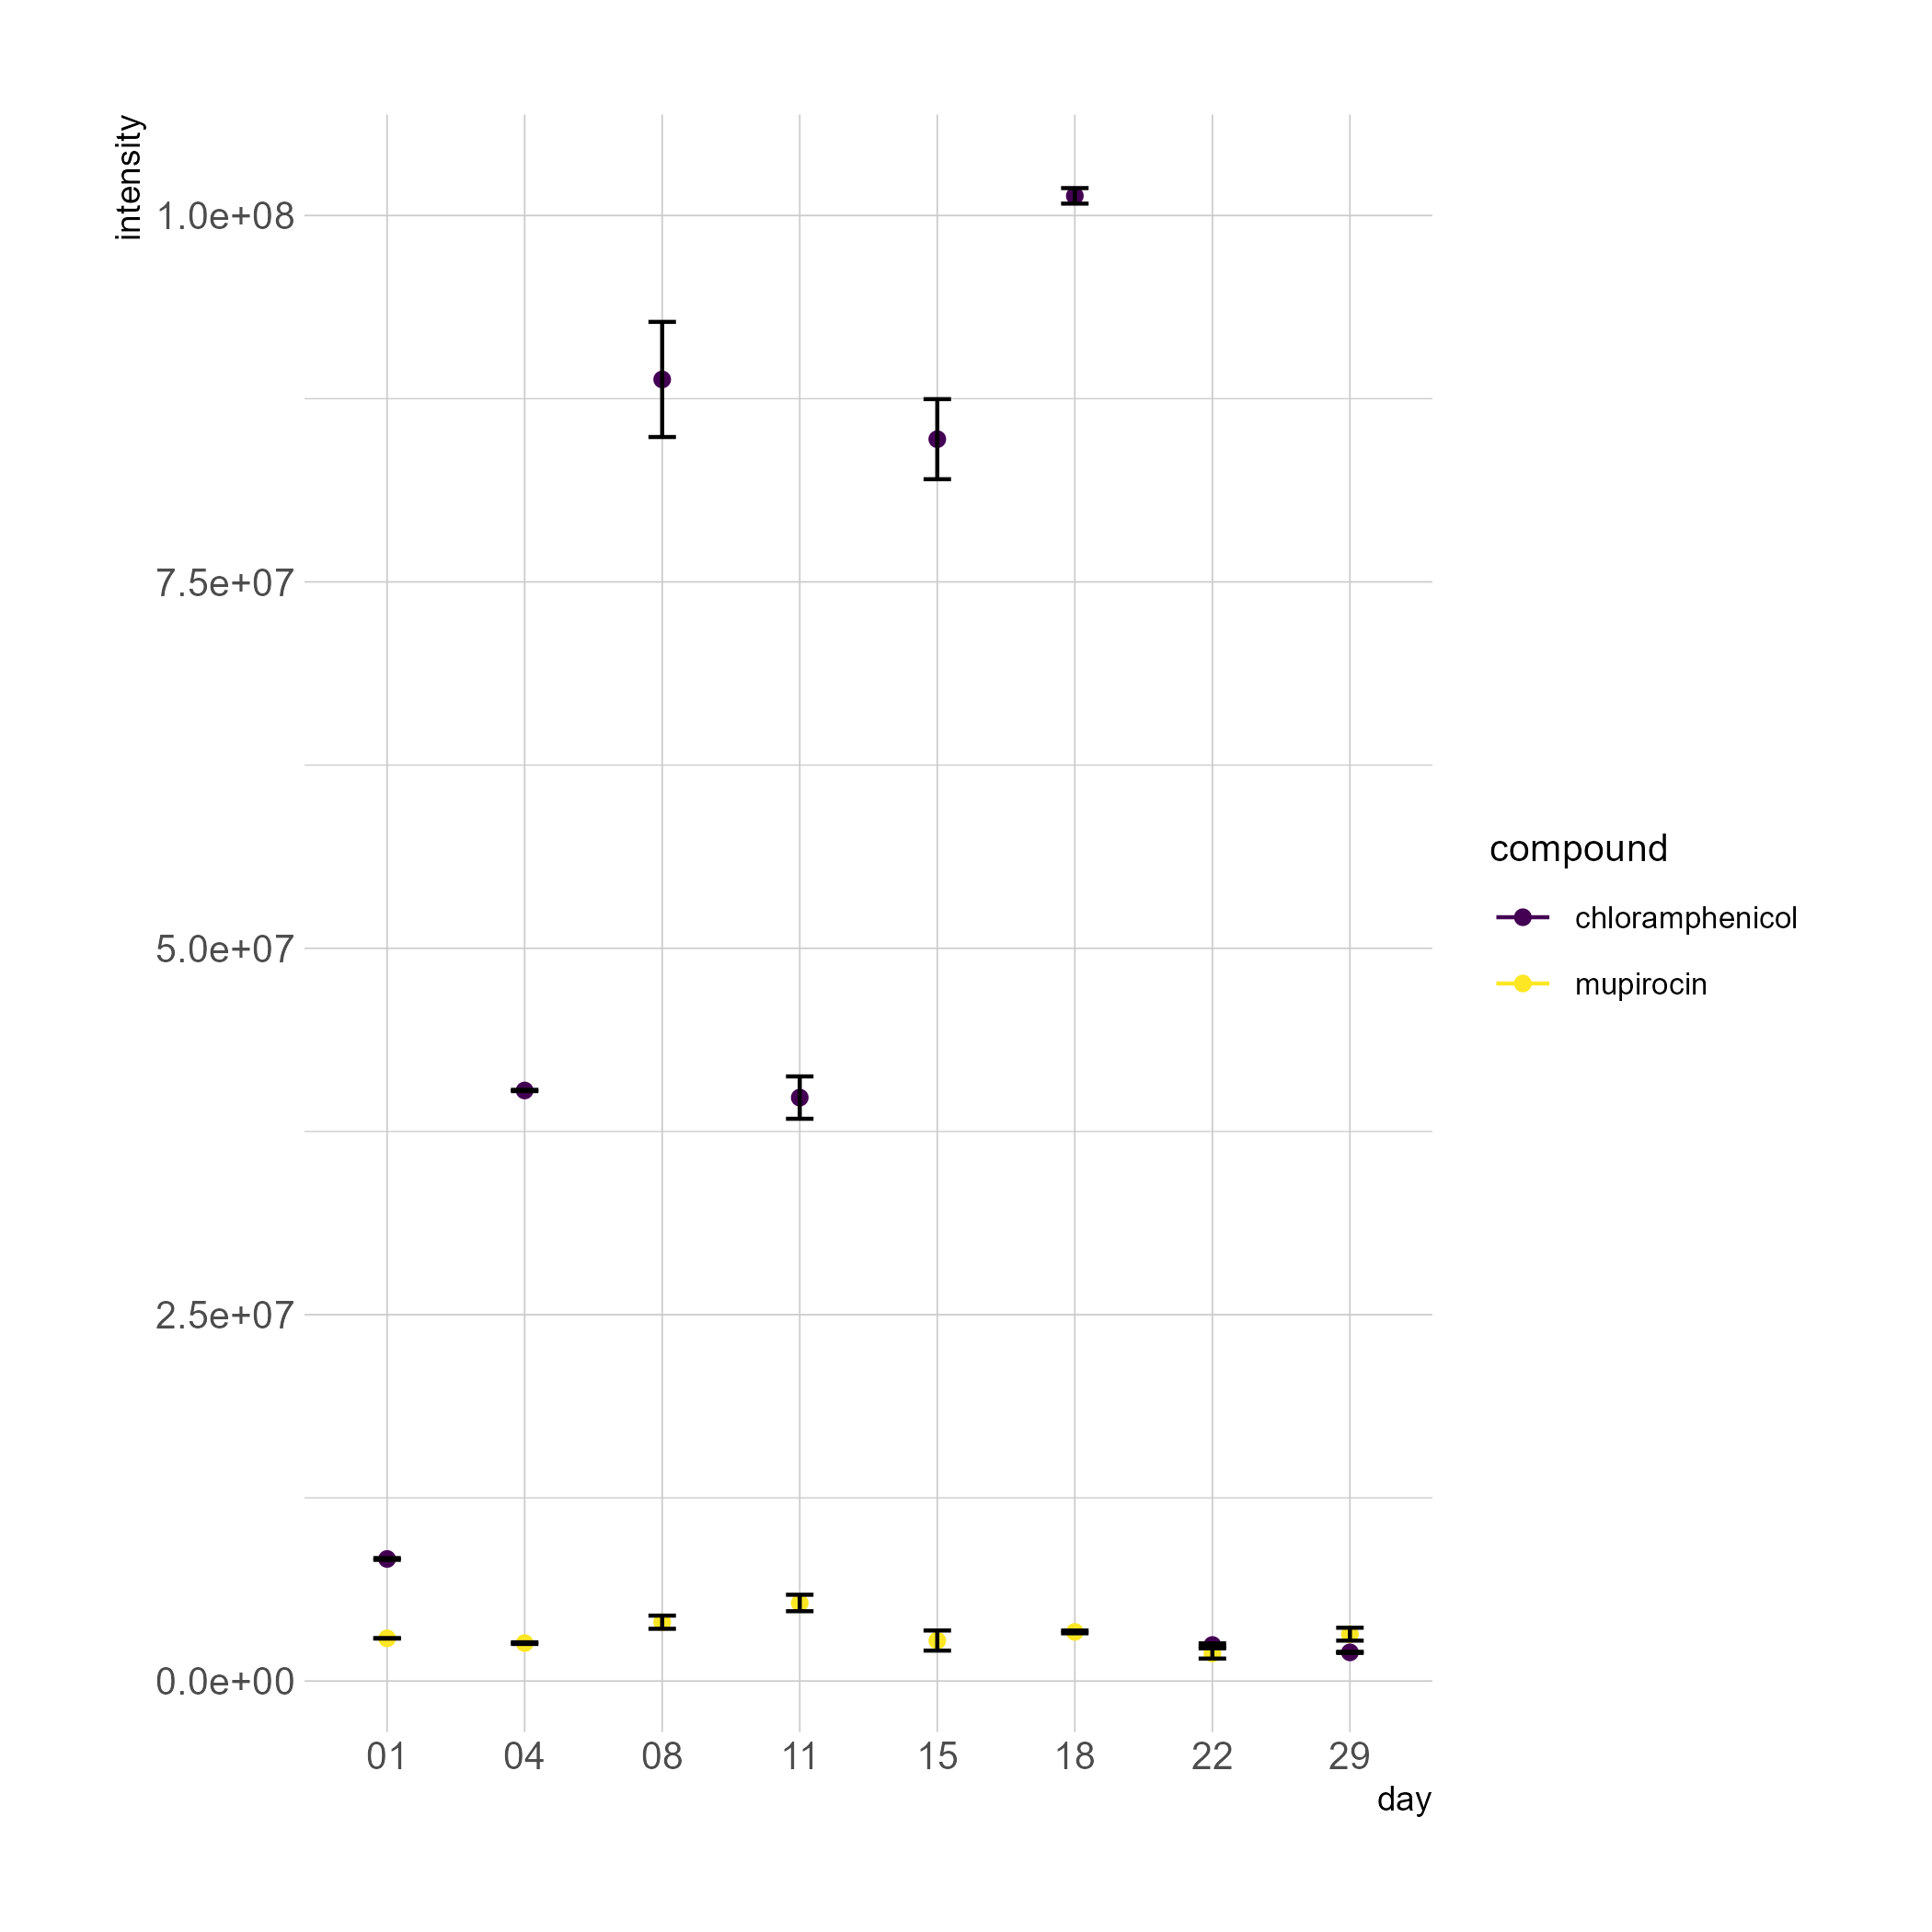 intensity
1.0e+08
7.5e+07
5.0e+07
2.5e+07
0.0e+00
01 04 08 11 15 18 22 29
day
compound
chloramphenicol
mupirocin